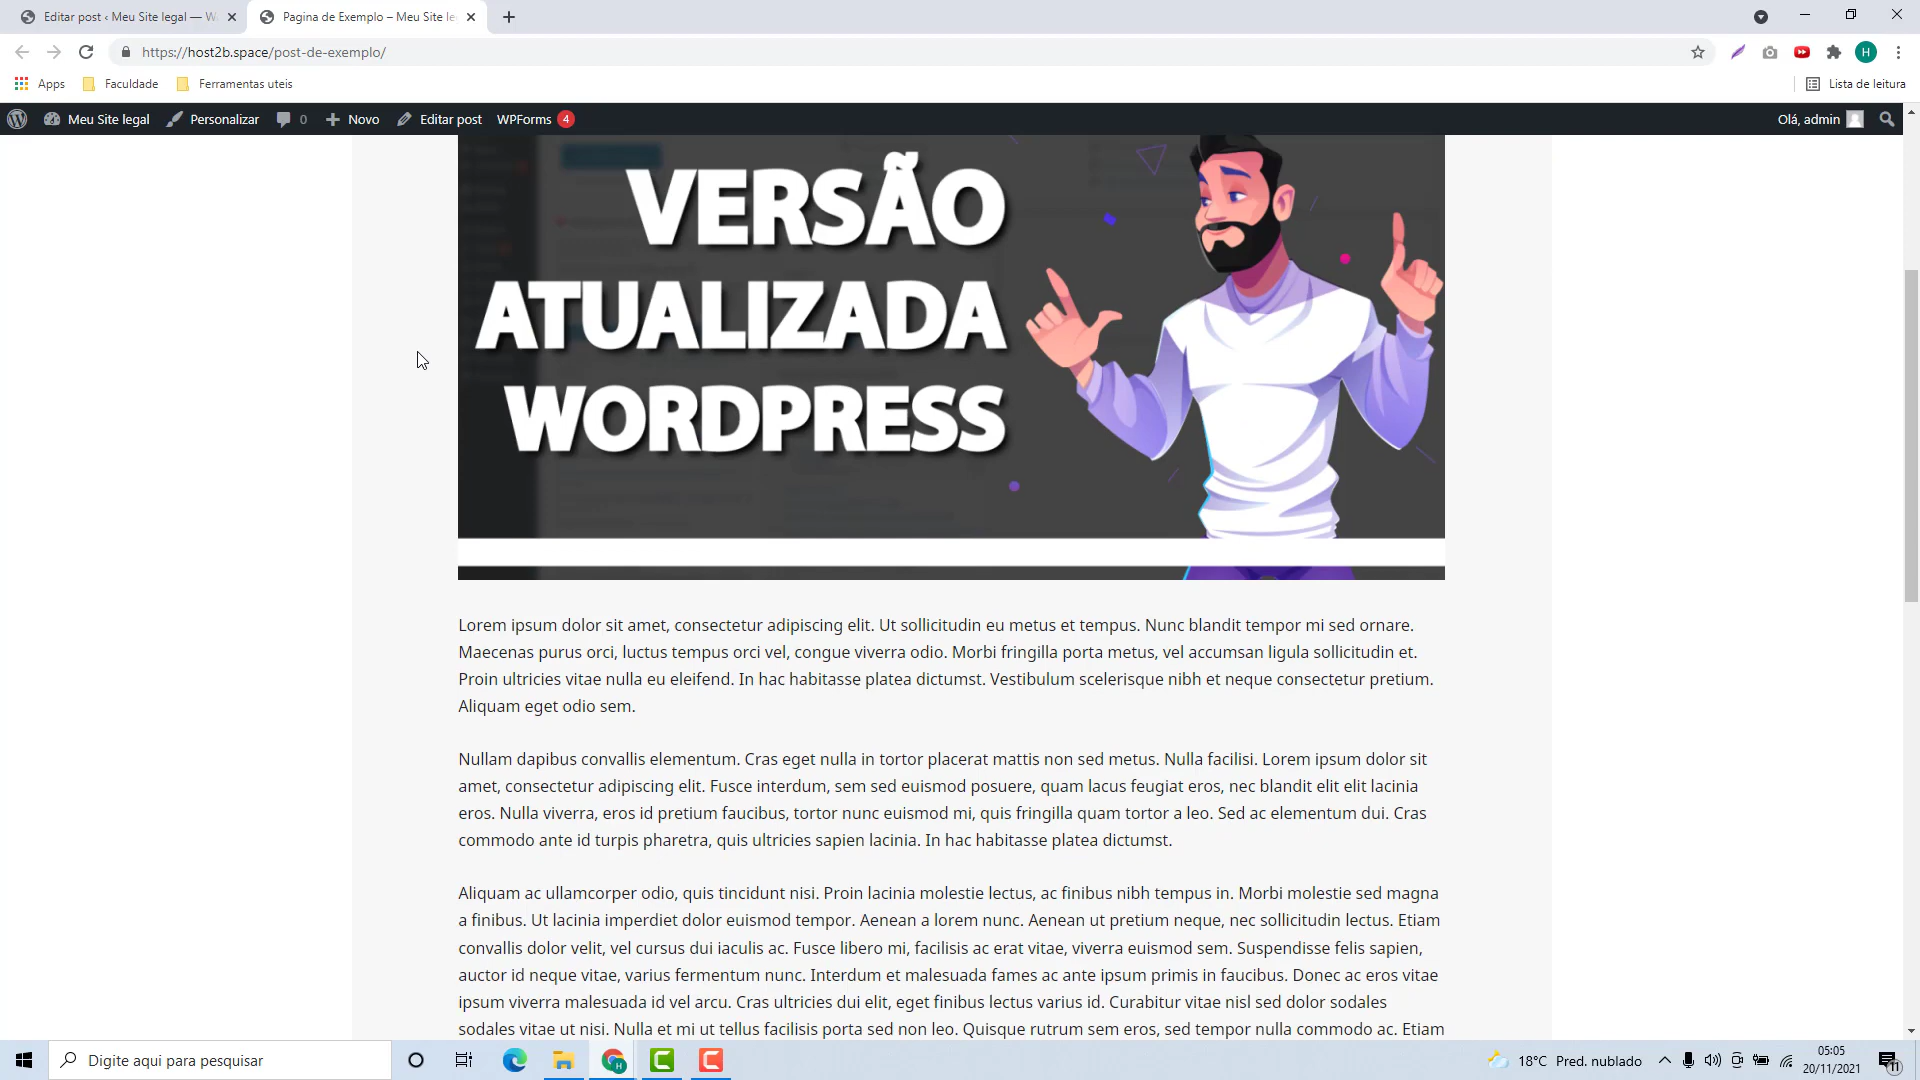 Editar post ‹ Meu Site legal — W
Pagina de Exemplo – Meu Site le
https://host2b.space/post-de-exemplo/
Apps
Faculdade
Ferramentas uteis
Lista de leitura
Meu Site legal
Personalizar
0
Novo
Editar post
WPForms
4
Olá, admin
H
VERSÃO
ATUALIZADA
WORDPRESS
Lorem ipsum dolor sit amet, consectetur adipiscing elit. Ut sollicitudin eu metus et tempus. Nunc blandit tempor mi sed ornare.
Maecenas purus orci, luctus tempus orci vel, congue viverra odio. Morbi fringilla porta metus, vel accumsan ligula sollicitudin et.
Proin ultricies vitae nulla eu eleifend. In hac habitasse platea dictumst. Vestibulum scelerisque nibh et neque consectetur pretium.
Aliquam eget odio sem.
Nullam dapibus convallis elementum. Cras eget nulla in tortor placerat mattis non sed metus. Nulla facilisi. Lorem ipsum dolor sit
amet, consectetur adipiscing elit. Fusce interdum, sem sed euismod posuere, quam lacus feugiat eros, nec blandit elit elit lacinia
eros. Nulla viverra, eros id pretium faucibus, tortor nunc euismod mi, quis fringilla quam tortor a leo. Sed ac elementum dui. Cras
commodo ante id turpis pharetra, quis ultricies sapien lacinia. In hac habitasse platea dictumst.
Aliquam ac ullamcorper odio, quis tincidunt nisi. Proin lacinia molestie lectus, ac finibus nibh tempus in. Morbi molestie sed magna
a finibus. Ut lacinia imperdiet dolor euismod tempor. Aenean a lorem nunc. Aenean ut pretium neque, nec sollicitudin lectus. Etiam
convallis dolor velit, vel cursus dui iaculis ac. Fusce libero mi, facilisis ac erat vitae, viverra euismod sem. Suspendisse felis sapien,
auctor id neque vitae, varius fermentum nunc. Interdum et malesuada fames ac ante ipsum primis in faucibus. Donec ac eros vitae
ipsum viverra malesuada id vel arcu. Cras ultricies dui elit, eget finibus lectus varius id. Curabitur vitae nisl sed dolor sodales
sodales vitae ut nisi. Nulla et mi ut tellus facilisis porta sed non leo. Quisque rutrum sem eros, sed tempor nulla commodo ac. Etiam
Digite aqui para pesquisar
18°C Pred. nublado
05:05
20/11/2021
11